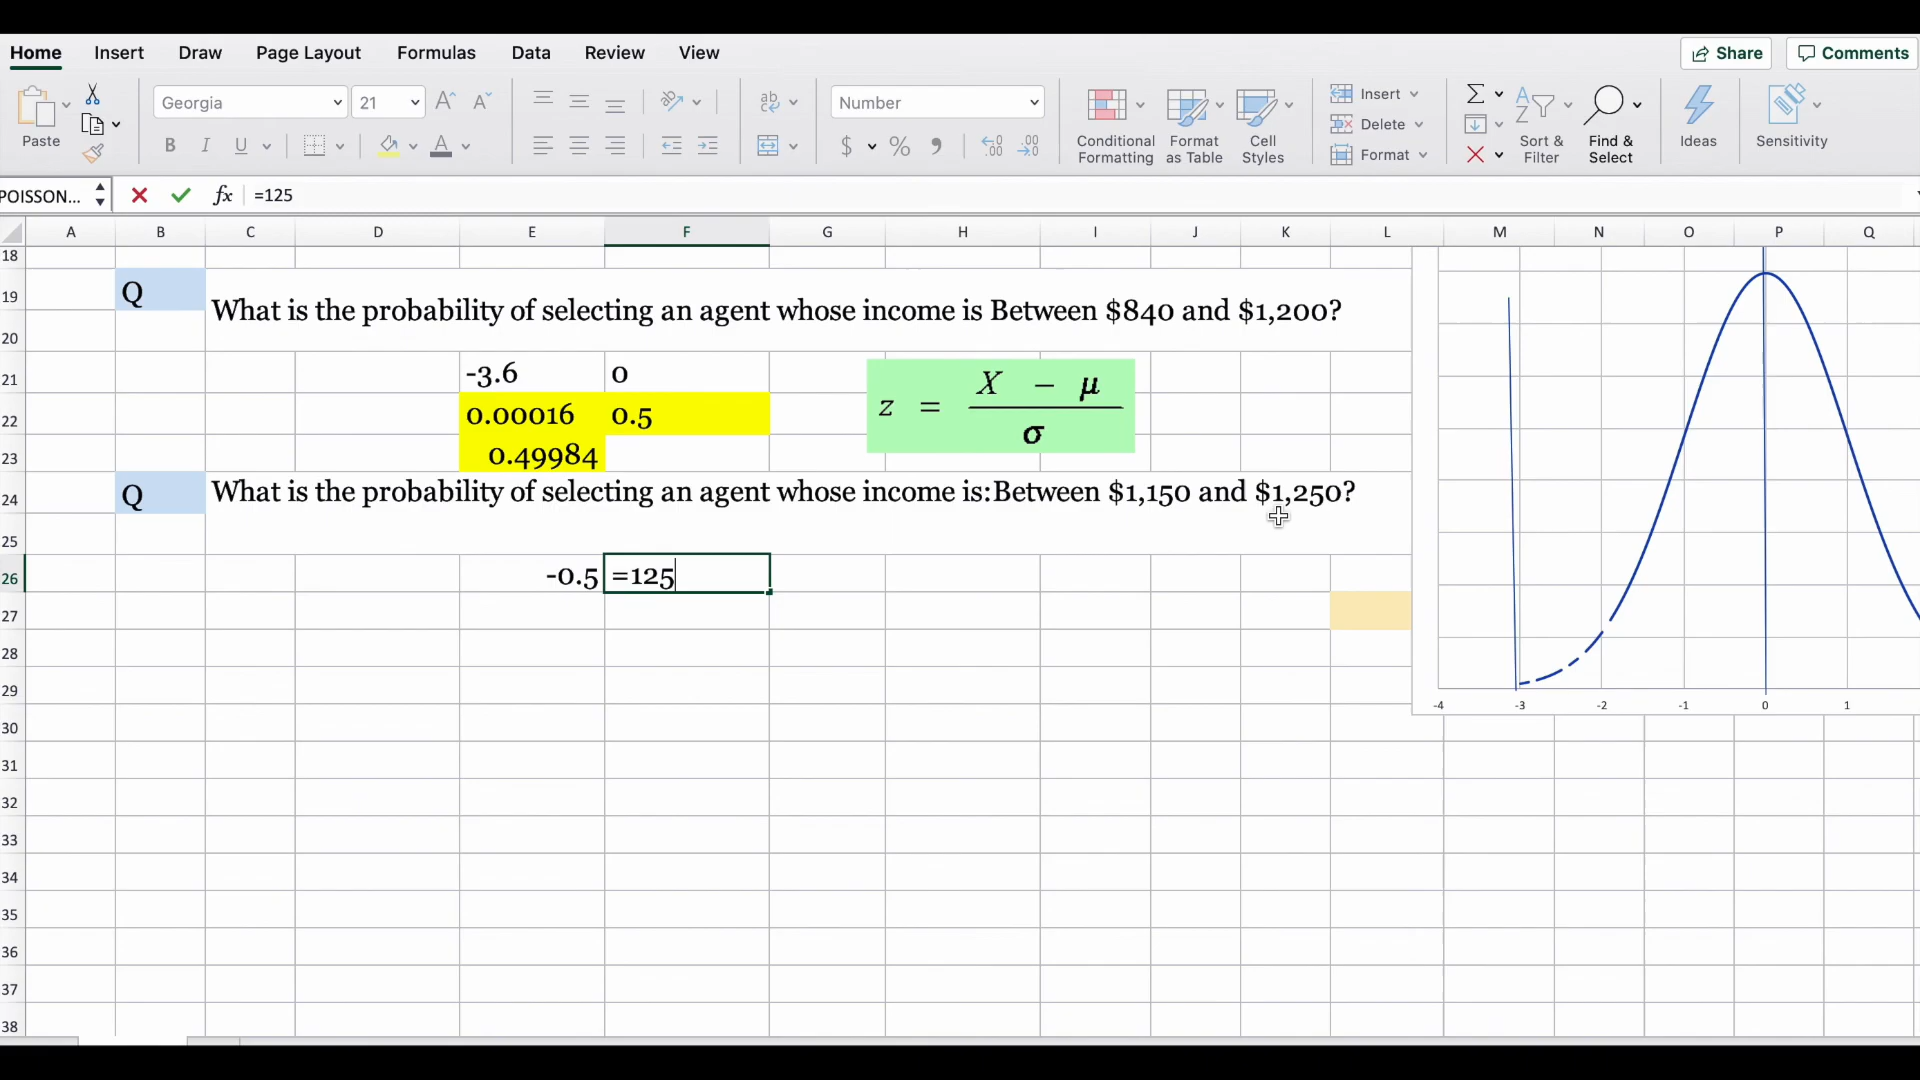 Home Insert Draw Page Layout Formulas Data Review View Share Comments
Georgia 21 ab Number Insert
Delete
Paste B I U A $ % Conditional Formatting Format as Table Cell Styles Format Sort & Filter Find & Select Ideas Sensitivity
POISSON... fx =125
A B C D E F G H I J K L M N O P Q
18
19 Q What is the probability of selecting an agent whose income is Between $840 and $1,200?
20
21 -3.6 0
22 0.00016 0.5
z = X − μ / σ
23 0.49984
24 Q What is the probability of selecting an agent whose income is:Between $1,150 and $1,250?
25
26 -0.5 =125
27
28
29
-4 -3 -2 -1 0 1
30
31
32
33
34
35
36
37
38